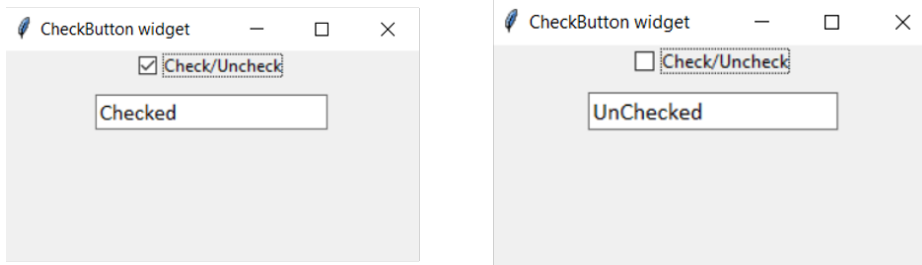 CheckButton widget
Check/Uncheck
Checked
CheckButton widget
Check/Uncheck
UnChecked